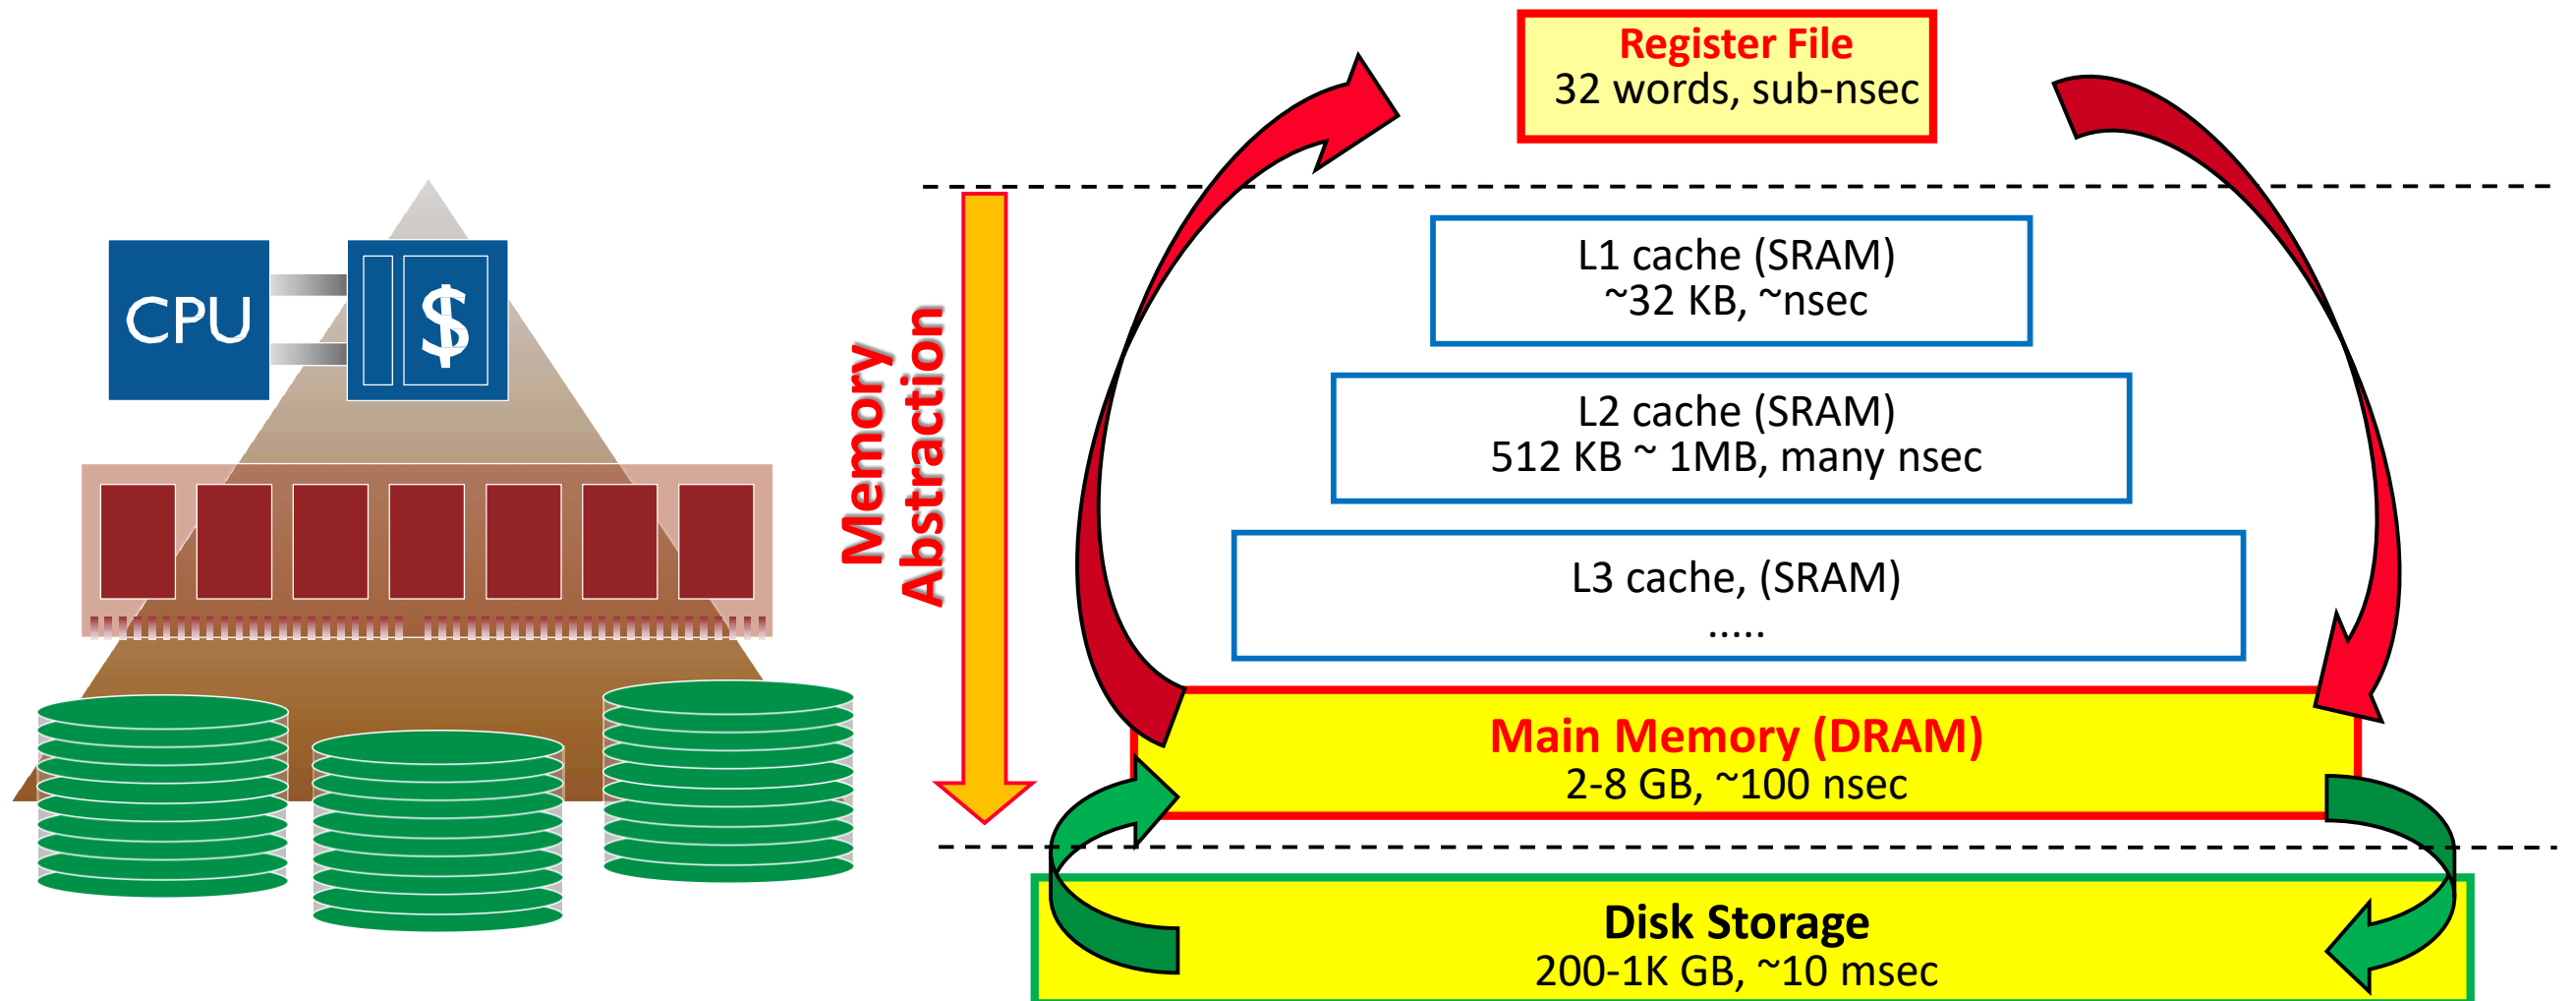 CPU
$
Memory
Abstraction
Register File
32 words, sub-nsec
L1 cache (SRAM)
~32 KB, ~nsec
L2 cache (SRAM)
512 KB ~ 1MB, many nsec
L3 cache, (SRAM)
.....
Main Memory (DRAM)
2-8 GB, ~100 nsec
Disk Storage
200-1K GB, ~10 msec